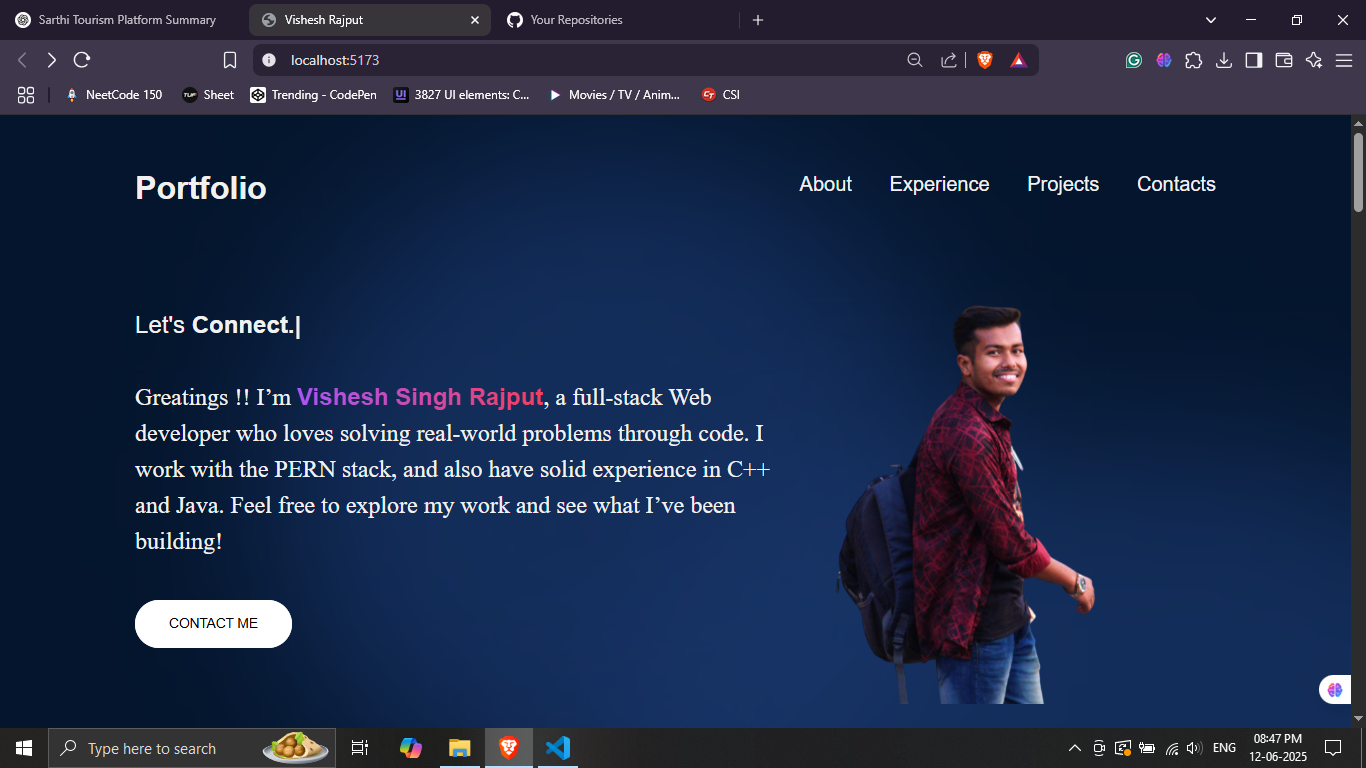 Sarthi Tourism Platform Summary
Vishesh Rajput
Your Repositories
localhost:5173
NeetCode 150
TUF Sheet
Trending - CodePen
UI 3827 UI elements: C...
Movies / TV / Anim...
CT CSI
Portfolio
About Experience Projects Contacts
Let's Connect.|
Greatings !! I’m Vishesh Singh Rajput, a full-stack Web
developer who loves solving real-world problems through code. I
work with the PERN stack, and also have solid experience in C++
and Java. Feel free to explore my work and see what I’ve been
building!
CONTACT ME
Type here to search
ENG
08:47 PM
12-06-2025